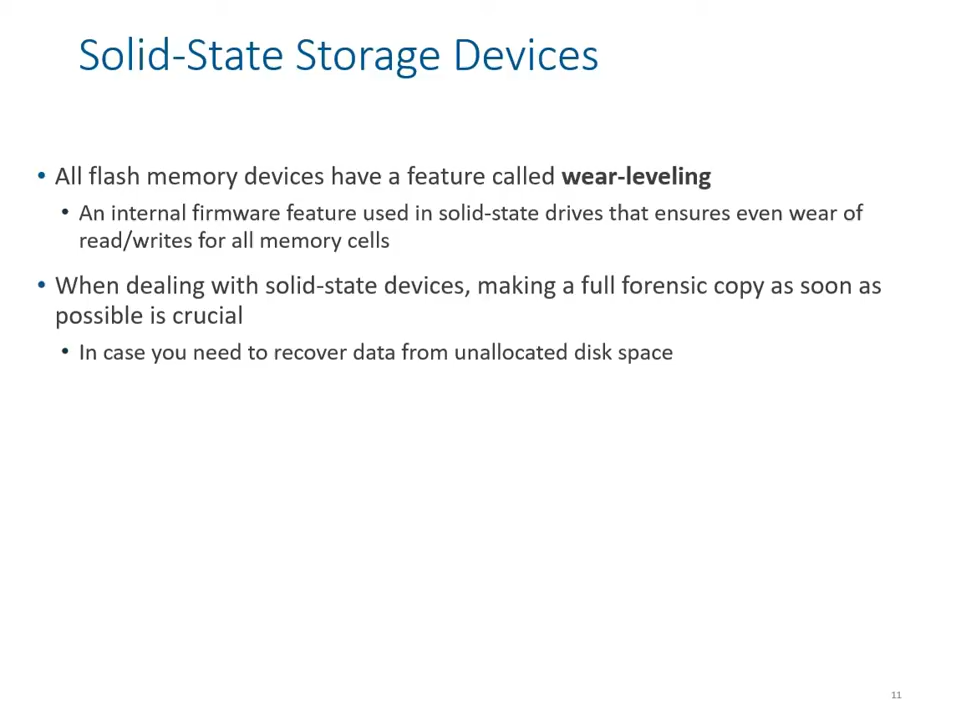 Solid-State Storage Devices
• All flash memory devices have a feature called wear-leveling
• An internal firmware feature used in solid-state drives that ensures even wear of
read/writes for all memory cells
• When dealing with solid-state devices, making a full forensic copy as soon as
possible is crucial
• In case you need to recover data from unallocated disk space
11